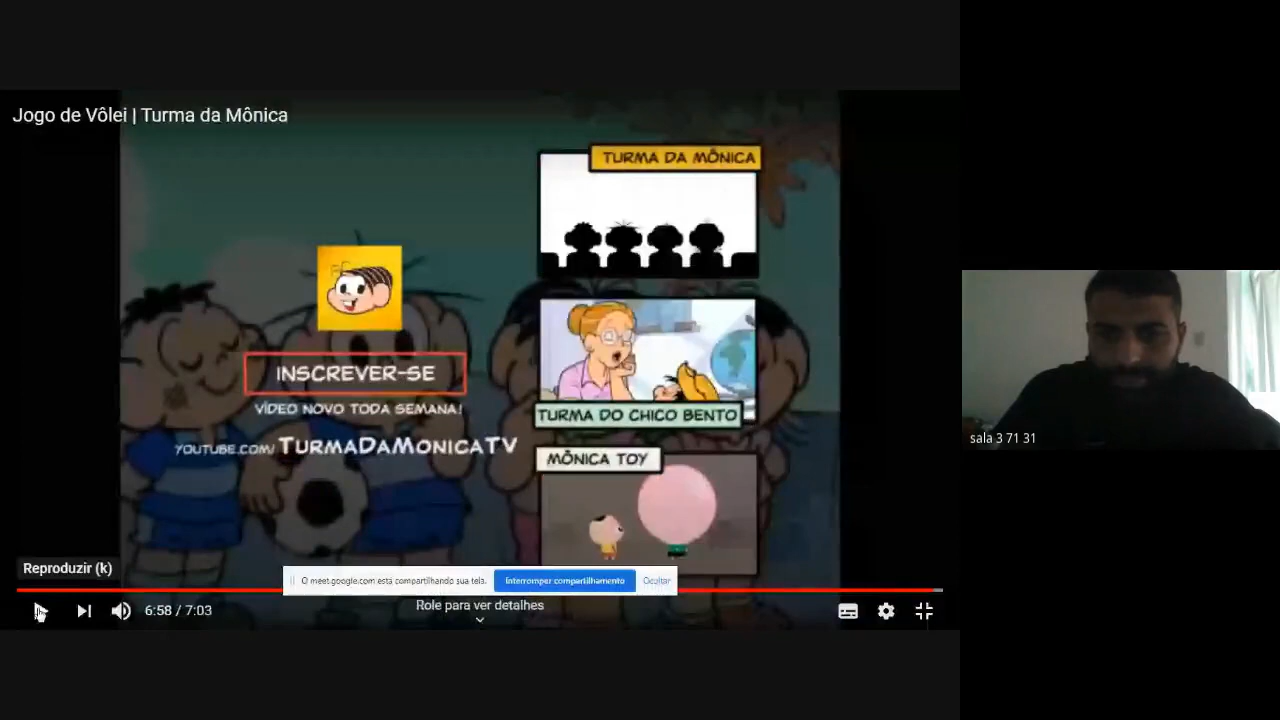 Jogo de Vôlei | Turma da Mônica
TURMA DA MÔNICA
INSCREVER-SE
VÍDEO NOVO TODA SEMANA!
YOUTUBE.COM/TURMADAMONICATV
TURMA DO CHICO BENTO
MÔNICA TOY
sala 3 71 31
Reproduzir (k)
O meet.google.com está compartilhando sua tela.
Interromper compartilhamento
Ocultar
6:58 / 7:03
Role para ver detalhes